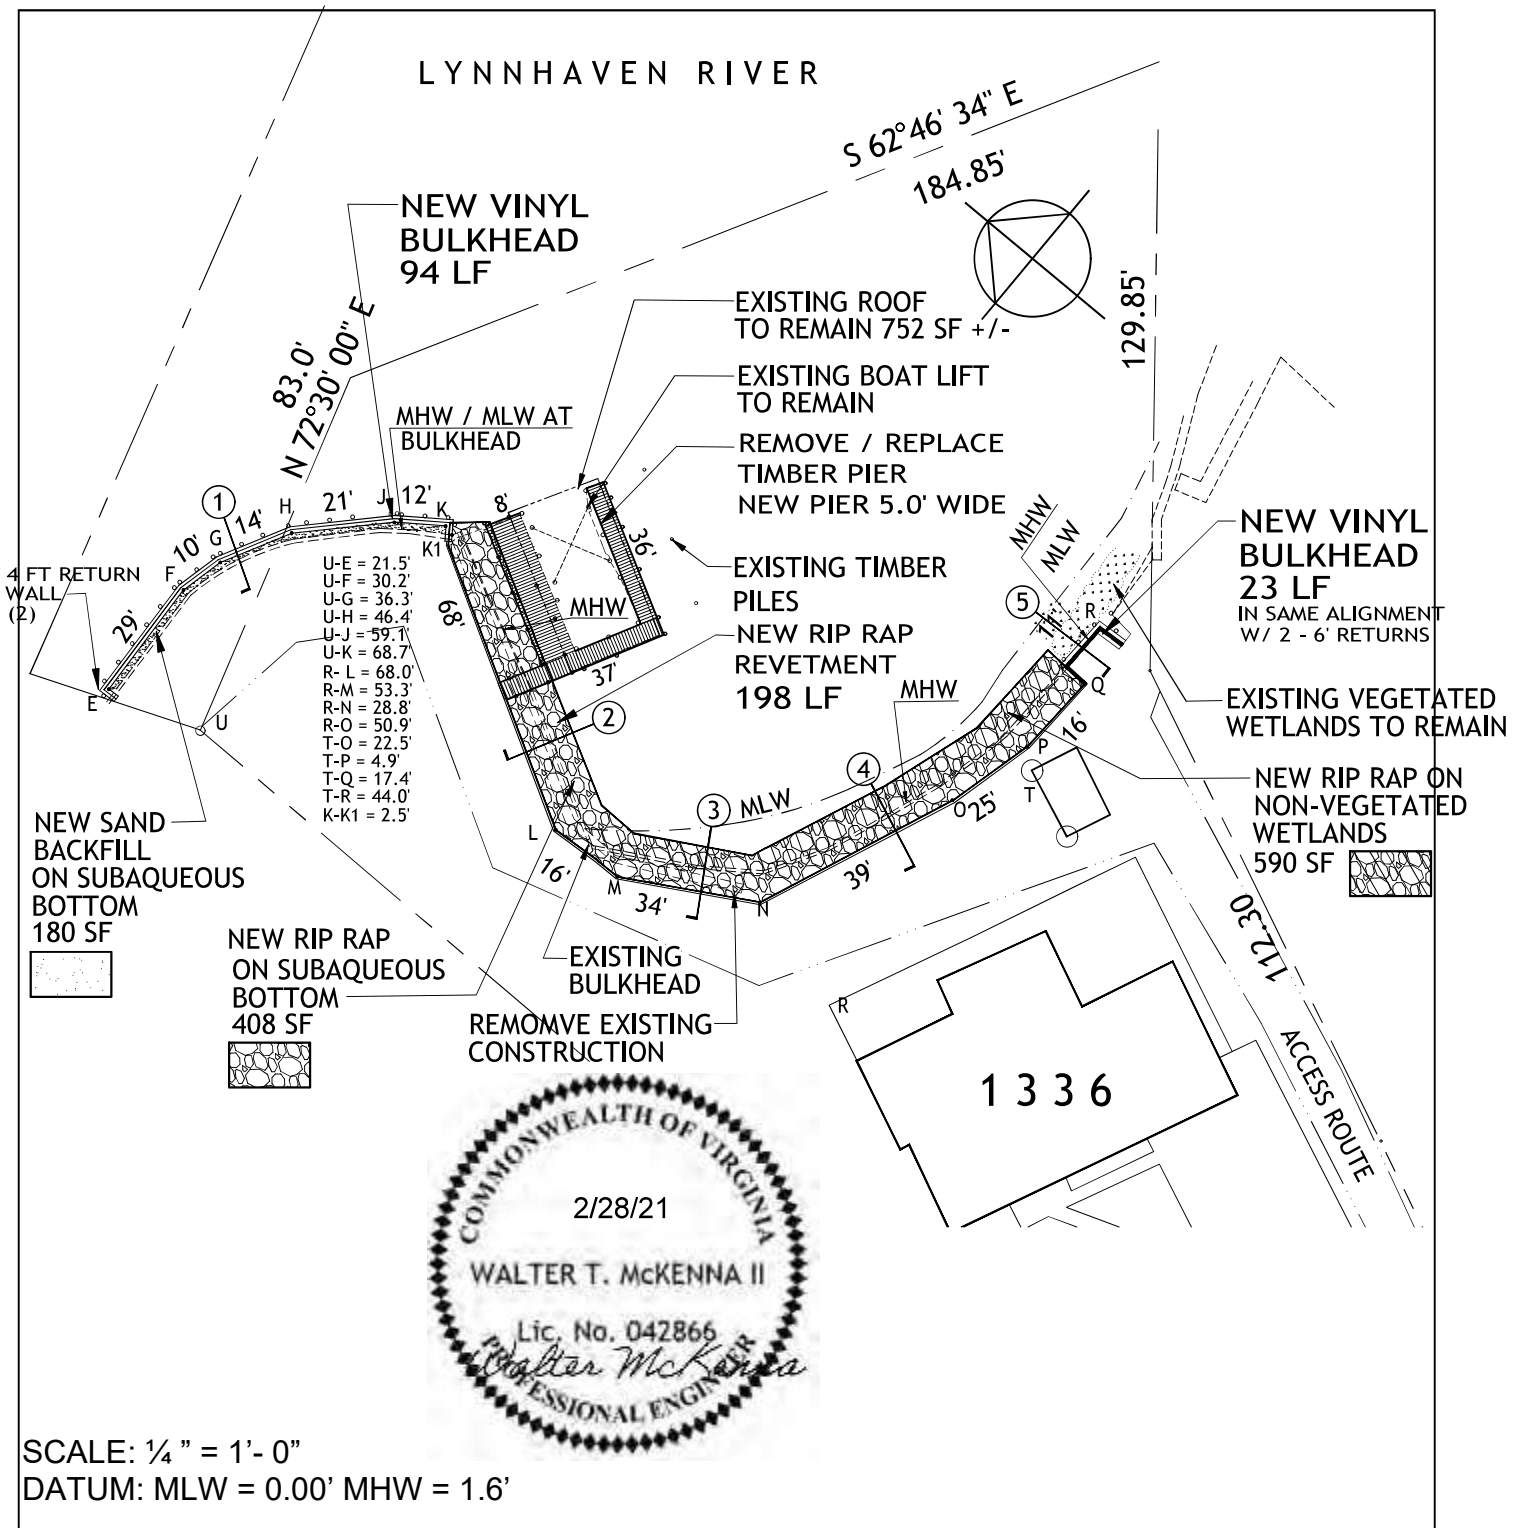 LYNNHAVEN RIVER
S 62°46' 34" E
184.85'
129.85'
NEW VINYL
BULKHEAD
94 LF
83.0'
N 72°30' 00" E
EXISTING ROOF
TO REMAIN 752 SF +/-
EXISTING BOAT LIFT
TO REMAIN
MHW / MLW AT
BULKHEAD
REMOVE / REPLACE
TIMBER PIER
NEW PIER 5.0' WIDE
1
10'
G
14'
H
21'
J
12'
K
K1
8'
36'
F
29'
E
U
4 FT RETURN
WALL
(2)
U-E = 21.5'
U-F = 30.2'
U-G = 36.3'
U-H = 46.4'
U-J = 59.1'
U-K = 68.7'
R- L = 68.0'
R-M = 53.3'
R-N = 28.8'
R-O = 50.9'
T-O = 22.5'
T-P = 4.9'
T-Q = 17.4'
T-R = 44.0'
K-K1 = 2.5'
68'
MHW
37'
EXISTING TIMBER
PILES
NEW RIP RAP
REVETMENT
198 LF
MHW
MLW
NEW VINYL
BULKHEAD
23 LF
IN SAME ALIGNMENT
W/ 2 - 6' RETURNS
5
11'
R
Q
16'
P
T
EXISTING VEGETATED
WETLANDS TO REMAIN
MHW
2
4
3
MLW
O
25'
39'
N
34'
M
16'
L
NEW RIP RAP ON
NON-VEGETATED
WETLANDS
590 SF
NEW SAND
BACKFILL
ON SUBAQUEOUS
BOTTOM
180 SF
NEW RIP RAP
ON SUBAQUEOUS
BOTTOM
408 SF
EXISTING
BULKHEAD
REMOMVE EXISTING
CONSTRUCTION
112.30
ACCESS ROUTE
R
1336
COMMONWEALTH OF VIRGINIA
2/28/21
WALTER T. McKENNA II
Lic. No. 042866
Walter McKenna
PROFESSIONAL ENGINEER
SCALE: ¼ ” = 1’- 0”
DATUM: MLW = 0.00’ MHW = 1.6’